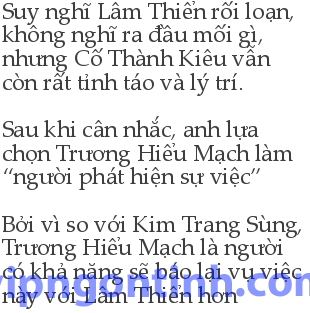 Suy nghĩ Lâm Thiển rối loạn,
không nghĩ ra đầu mối gì,
nhưng Cố Thành Kiêu vẫn
còn rất tỉnh táo và lý trí.
Sau khi cân nhắc, anh lựa
chọn Trương Hiểu Mạch làm
“người phát hiện sự việc”
Bởi vì so với Kim Trang Sùng,
Trương Hiểu Mạch là người
có khả năng sẽ báo lại vụ việc
này với Lâm Thiển hơn
vipngontinh.com